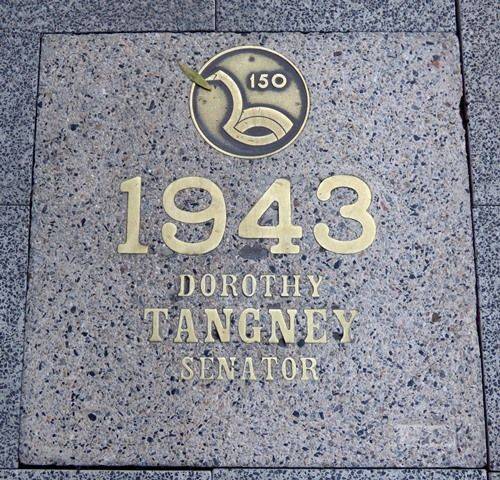 150
1943
DOROTHY
TANGNEY
SENATOR